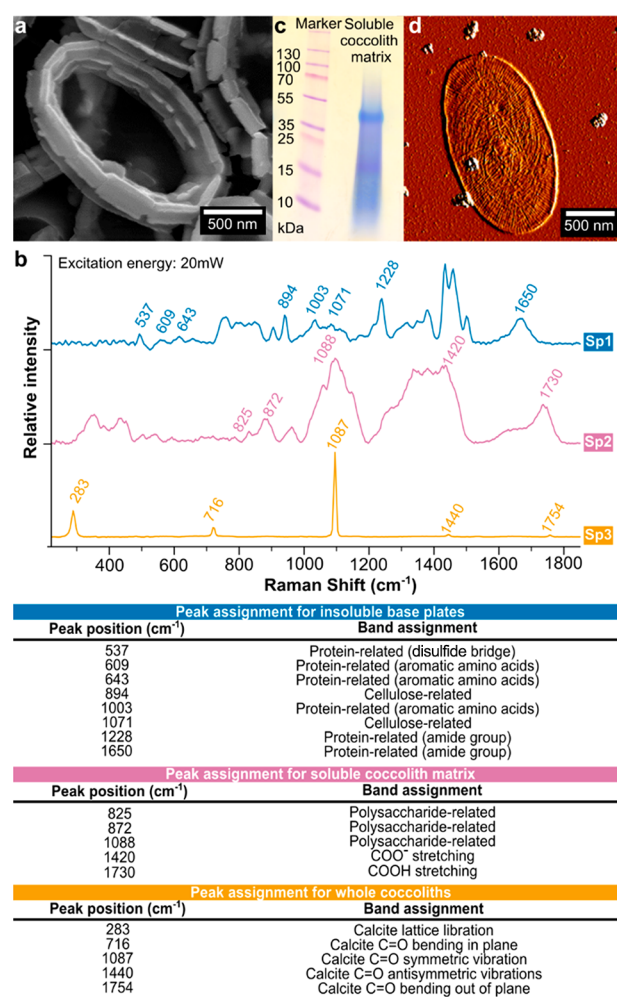 a
500 nm
c
Marker Soluble
coccolith
matrix
130
100
70
55
35
25
15
10
kDa
d
500 nm
b
Excitation energy: 20mW
Relative intensity
537
609
643
894
1003
1071
1228
1650
Sp1
825
872
1088
1420
1730
Sp2
283
716
1087
1440
1754
Sp3
400 600 800 1000 1200 1400 1600 1800
Raman Shift (cm⁻¹)
Peak assignment for insoluble base plates
Peak position (cm⁻¹) Band assignment
537 Protein-related (disulfide bridge)
609 Protein-related (aromatic amino acids)
643 Protein-related (aromatic amino acids)
894 Cellulose-related
1003 Protein-related (aromatic amino acids)
1071 Cellulose-related
1228 Protein-related (amide group)
1650 Protein-related (amide group)
Peak assignment for soluble coccolith matrix
Peak position (cm⁻¹) Band assignment
825 Polysaccharide-related
872 Polysaccharide-related
1088 Polysaccharide-related
1420 COO⁻ stretching
1730 COOH stretching
Peak assignment for whole coccoliths
Peak position (cm⁻¹) Band assignment
283 Calcite lattice libration
716 Calcite C=O bending in plane
1087 Calcite C=O symmetric vibration
1440 Calcite C=O antisymmetric vibrations
1754 Calcite C=O bending out of plane